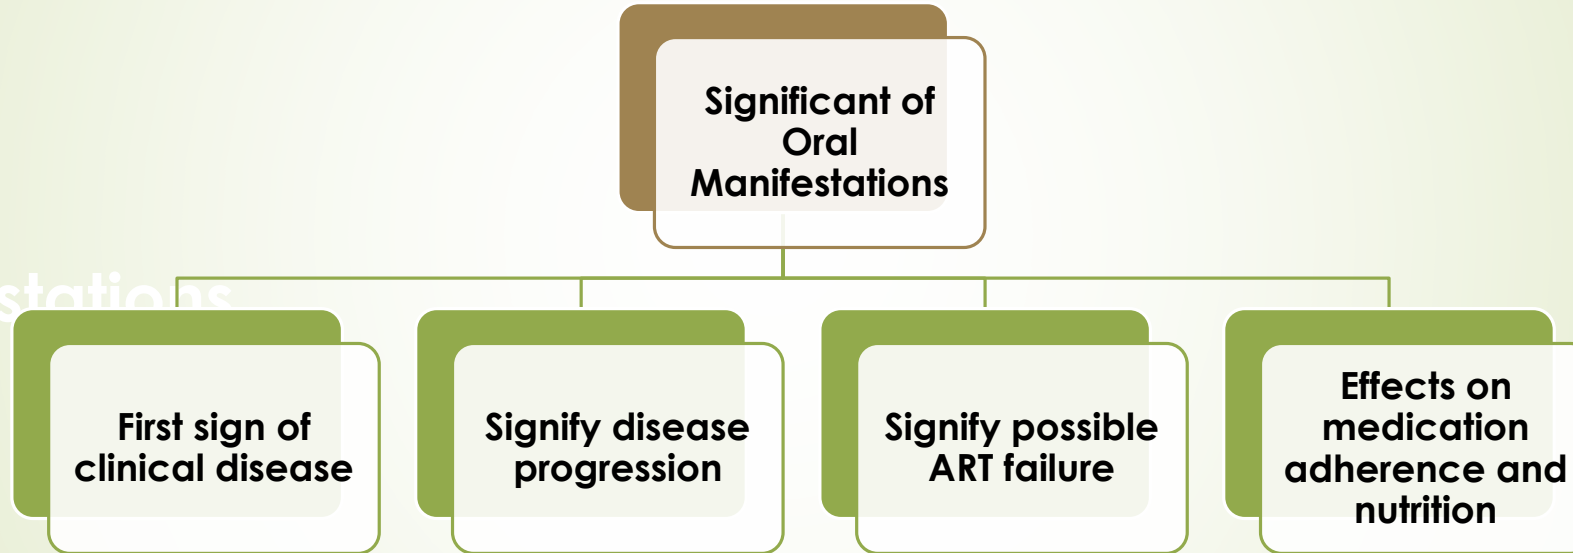 Significant of
Oral
Manifestations
stations
First sign of
clinical disease
Signify disease
progression
Signify possible
ART failure
Effects on
medication
adherence and
nutrition